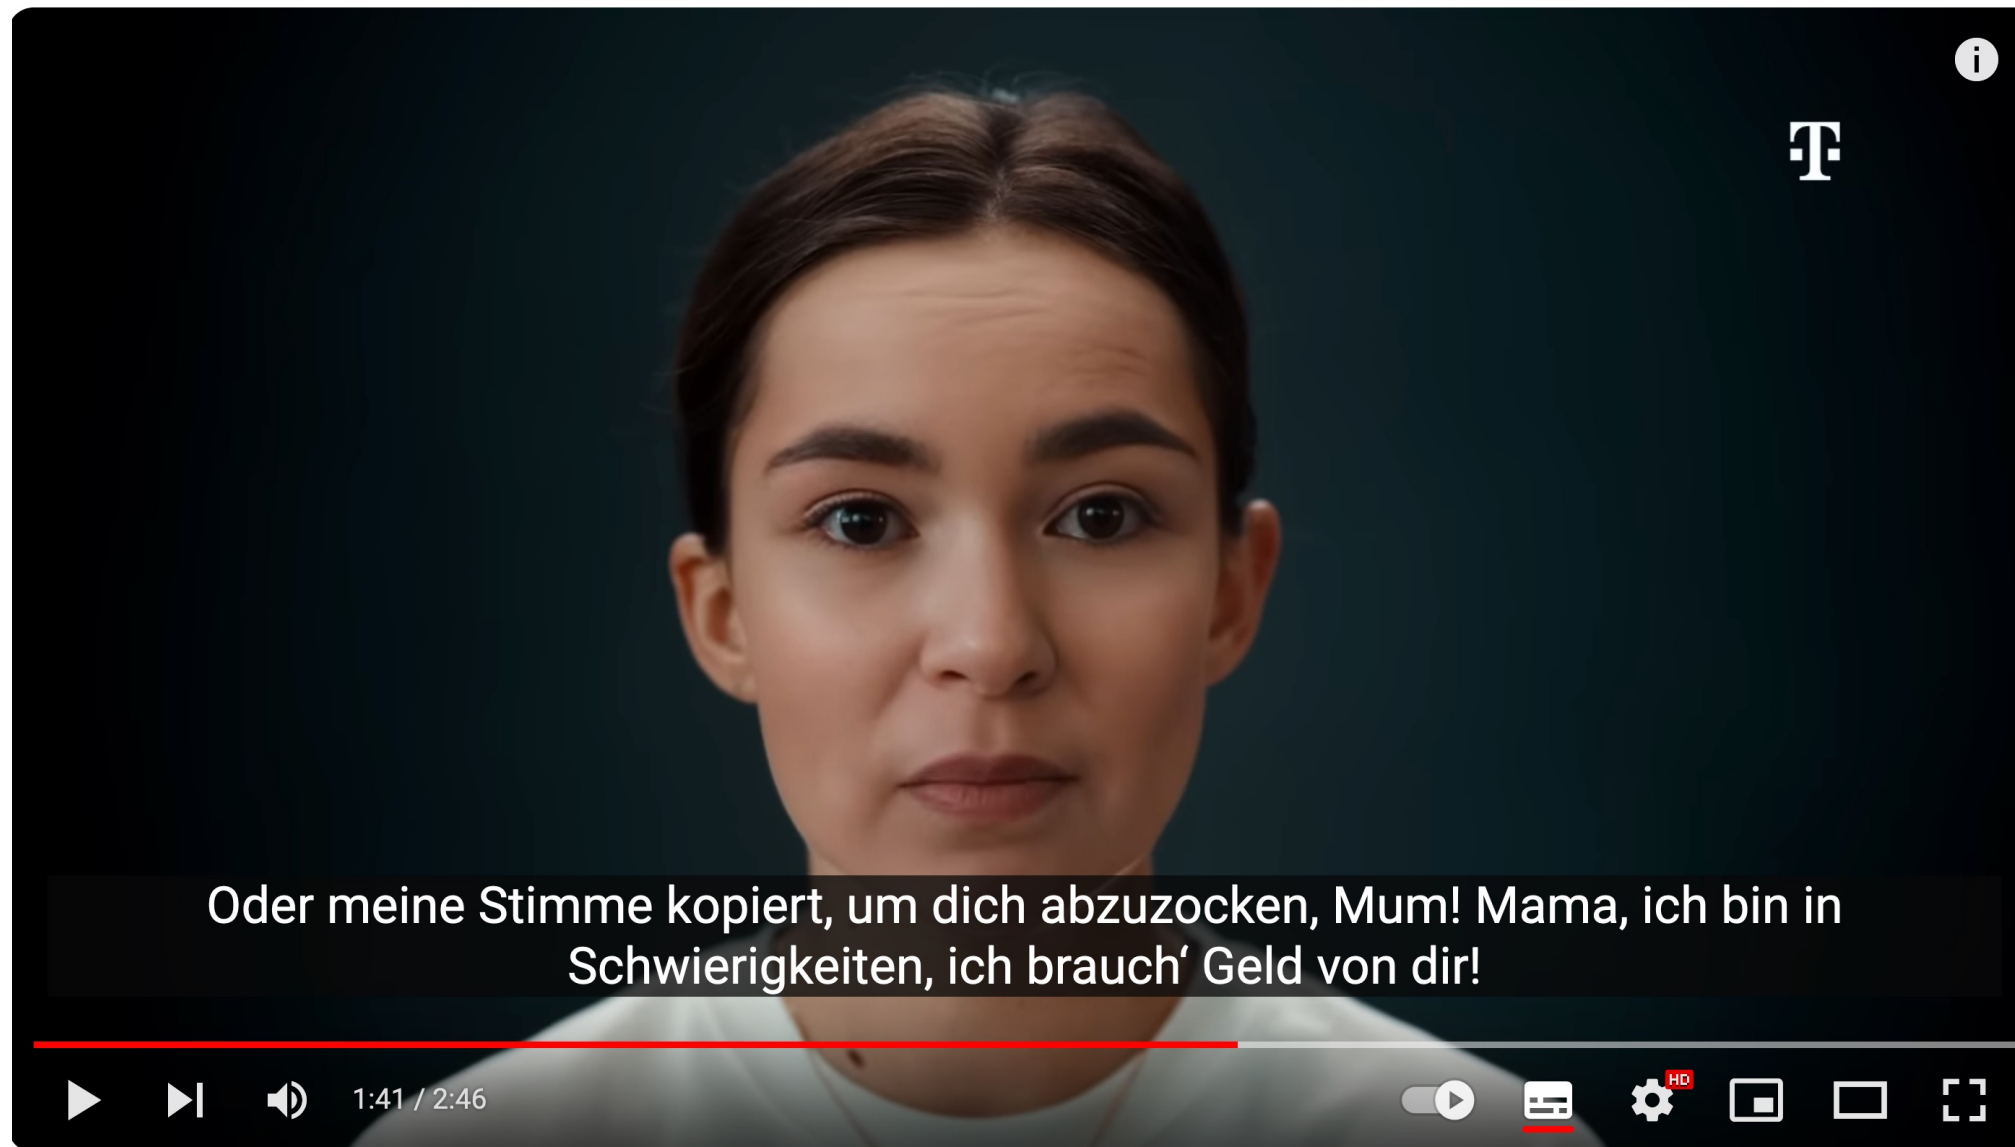 T
Oder meine Stimme kopiert, um dich abzuzocken, Mum! Mama, ich bin in
Schwierigkeiten, ich brauch‘ Geld von dir!
1:41 / 2:46
HD